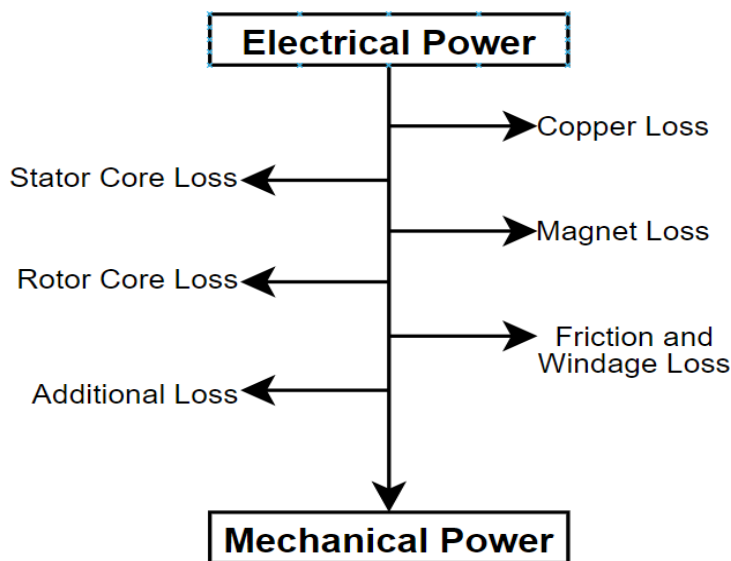 Electrical Power
Copper Loss
Stator Core Loss
Magnet Loss
Rotor Core Loss
Friction and
Windage Loss
Additional Loss
Mechanical Power